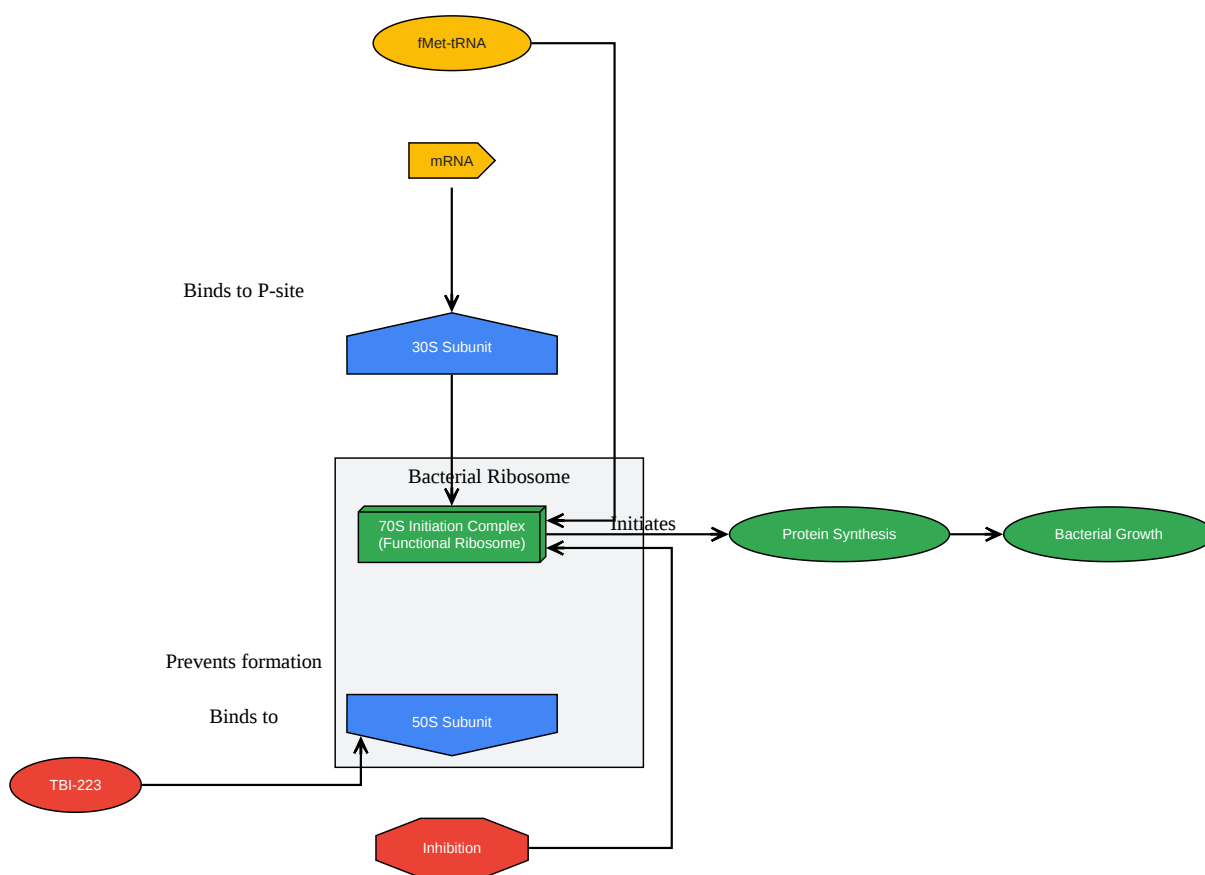 fMet-tRNA
mRNA
Binds to P-site
30S Subunit
Bacterial Ribosome
70S Initiation Complex
(Functional Ribosome)
Initiates
Protein Synthesis
Bacterial Growth
Prevents formation
Binds to
50S Subunit
TBI-223
Inhibition